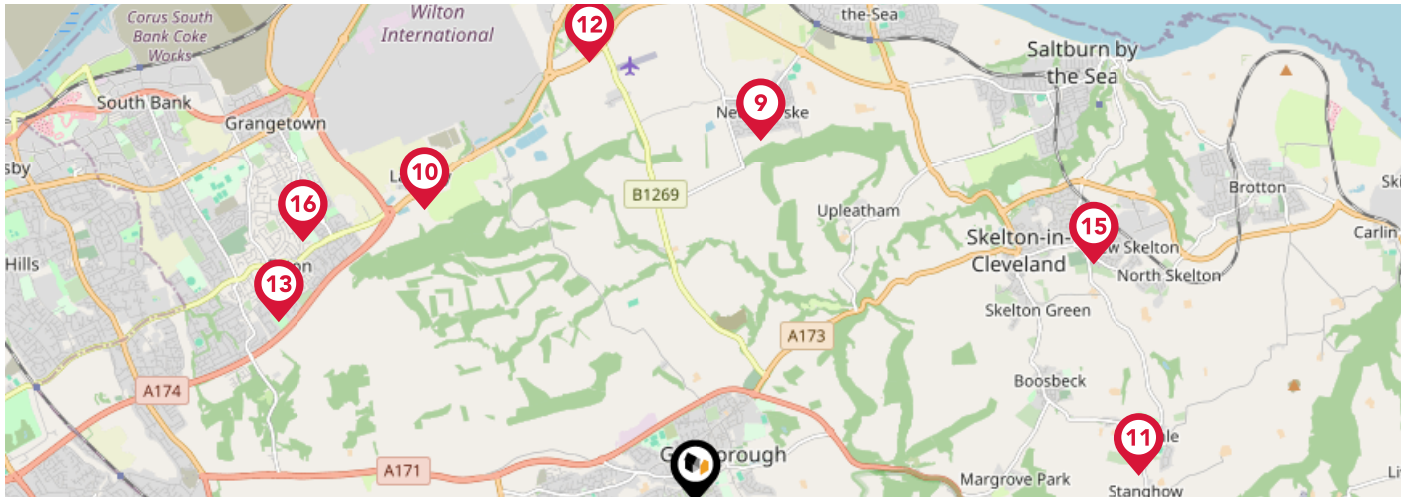 Corus South
Bank Coke
Works
Wilton
International
12
the-Sea
Saltburn by
the Sea
South Bank
Grangetown
9
sby
10
B1269
16
Upleatham
Brotton
Ski
15
Skelton-in-
Cleveland
Skelton
North Skelton
Carlin
Hills
13
Skelton Green
A173
A174
Boosbeck
11
A171
Margrove Park
Stanghow